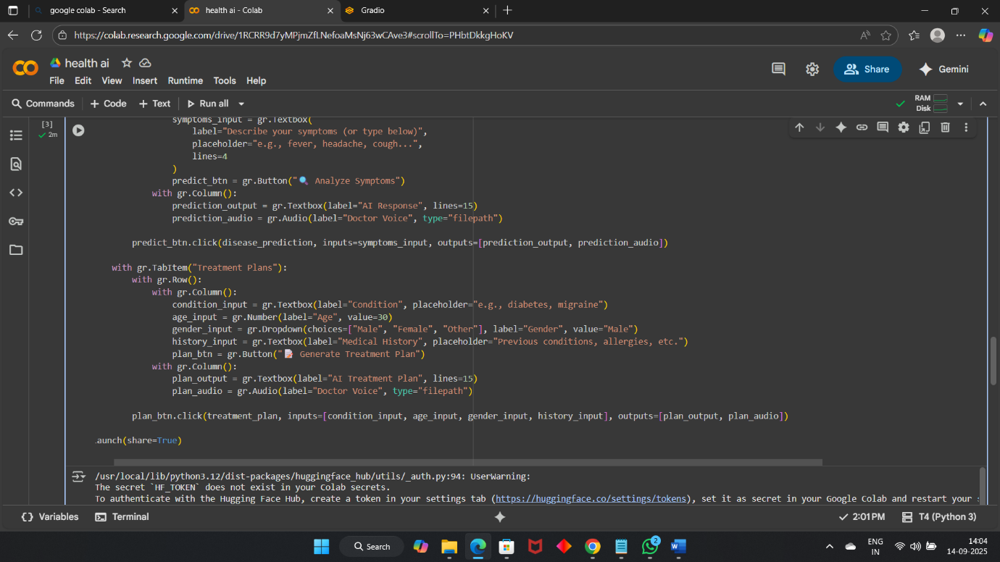 google colab - Search
health ai - Colab
Gradio
https://colab.research.google.com/drive/1RCRR9d7yMPjmZfLNefoaMsNj63wCAve3#scrollTo=PHbtDkkgHoKV
health ai
File Edit View Insert Runtime Tools Help
Share
Gemini
Commands + Code + Text Run all
RAM
Disk
[3]
2m
symptoms_input = gr.Textbox(
label="Describe your symptoms (or type below)",
placeholder="e.g., fever, headache, cough...",
lines=4
)
predict_btn = gr.Button("🔍 Analyze Symptoms")
with gr.Column():
prediction_output = gr.Textbox(label="AI Response", lines=15)
prediction_audio = gr.Audio(label="Doctor Voice", type="filepath")
predict_btn.click(disease_prediction, inputs=symptoms_input, outputs=[prediction_output, prediction_audio])
with gr.TabItem("Treatment Plans"):
with gr.Row():
with gr.Column():
condition_input = gr.Textbox(label="Condition", placeholder="e.g., diabetes, migraine")
age_input = gr.Number(label="Age", value=30)
gender_input = gr.Dropdown(choices=["Male", "Female", "Other"], label="Gender", value="Male")
history_input = gr.Textbox(label="Medical History", placeholder="Previous conditions, allergies, etc.")
plan_btn = gr.Button("📝 Generate Treatment Plan")
with gr.Column():
plan_output = gr.Textbox(label="AI Treatment Plan", lines=15)
plan_audio = gr.Audio(label="Doctor Voice", type="filepath")
plan_btn.click(treatment_plan, inputs=[condition_input, age_input, gender_input, history_input], outputs=[plan_output, plan_audio])
.aunch(share=True)
/usr/local/lib/python3.12/dist-packages/huggingface_hub/utils/_auth.py:94: UserWarning:
The secret `HF_TOKEN` does not exist in your Colab secrets.
To authenticate with the Hugging Face Hub, create a token in your settings tab (https://huggingface.co/settings/tokens), set it as secret in your Google Colab and restart your
{} Variables Terminal
2:01 PM
T4 (Python 3)
Search
2
ENG
IN
14:04
14-09-2025